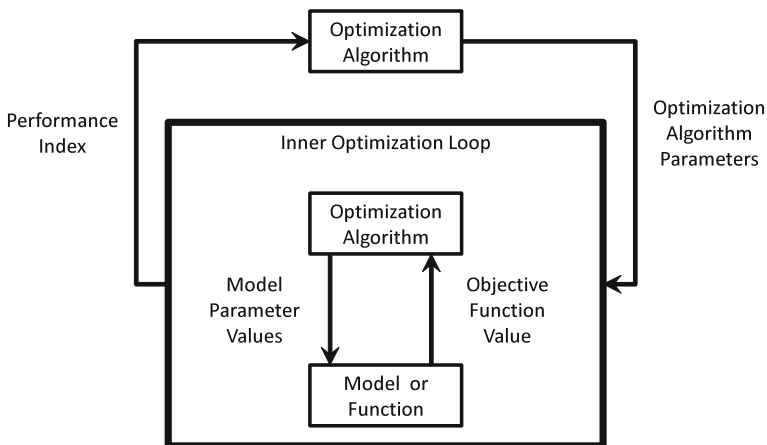 Optimization
Algorithm
Performance
Index
Optimization
Algorithm
Parameters
Inner Optimization Loop
Optimization
Algorithm
Model
Parameter
Values
Objective
Function
Value
Model or
Function